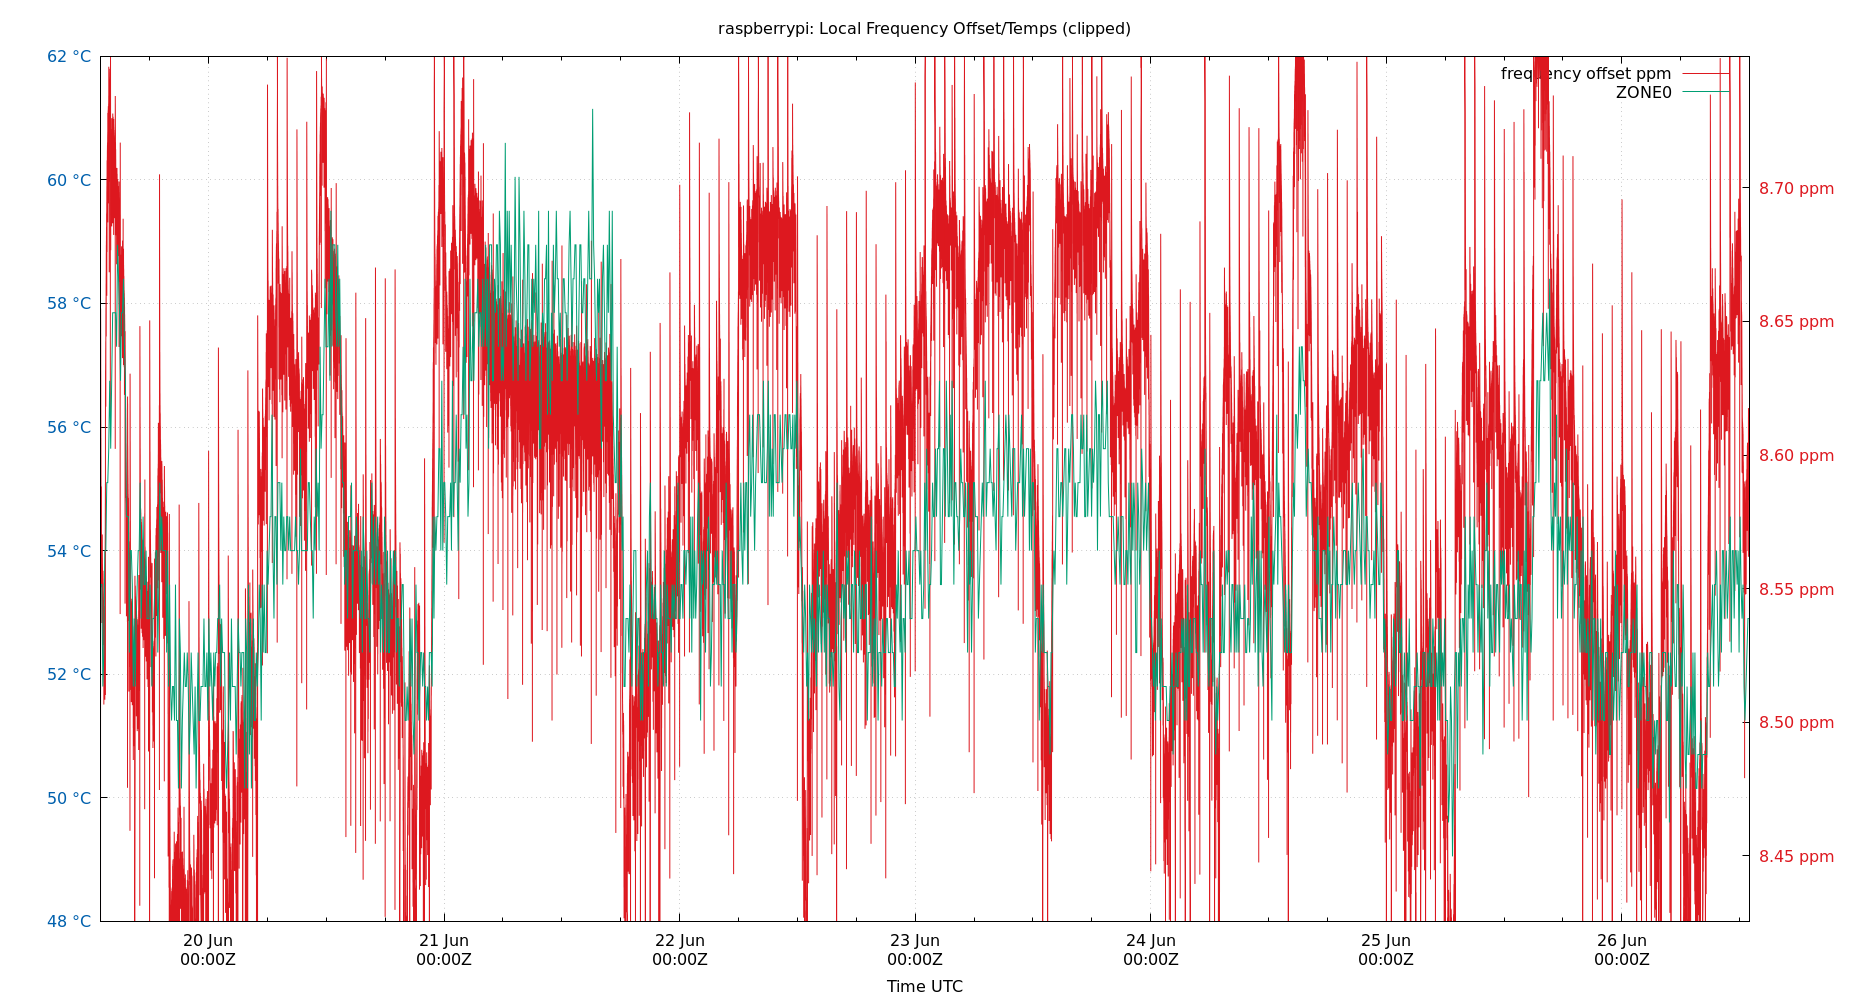 raspberrypi: Local Frequency Offset/Temps (clipped)
62 °C
60 °C
58 °C
56 °C
54 °C
52 °C
50 °C
48 °C
frequency offset ppm
ZONE0
8.70 ppm
8.65 ppm
8.60 ppm
8.55 ppm
8.50 ppm
8.45 ppm
20 Jun
00:00Z
21 Jun
00:00Z
22 Jun
00:00Z
23 Jun
00:00Z
24 Jun
00:00Z
25 Jun
00:00Z
26 Jun
00:00Z
Time UTC